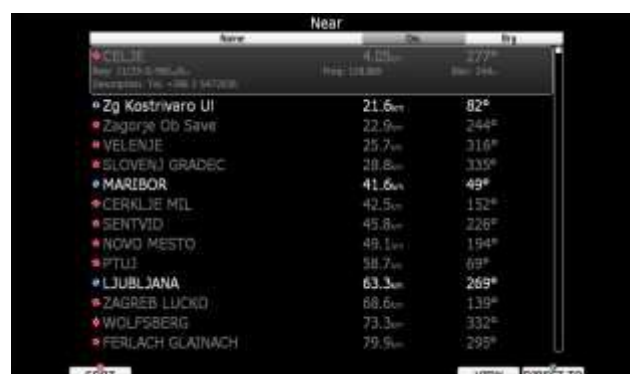 Near
Name Dis Brg
CELJE 4.05km 277°
Zg Kostrivaro Ul 21.6km 82°
Zagorje Ob Save 22.9km 244°
VELENJE 25.7km 316°
SLOVENJ GRADEC 28.8km 335°
MARIBOR 41.6km 49°
CERKLJE MIL 42.5km 152°
SENTVID 45.8km 226°
NOVO MESTO 49.1km 194°
PTUJ 58.7km 69°
LJUBLJANA 63.3km 269°
ZAGREB LUCKO 68.6km 139°
WOLFSBERG 73.3km 332°
FERLACH GLAINACH 79.9km 295°